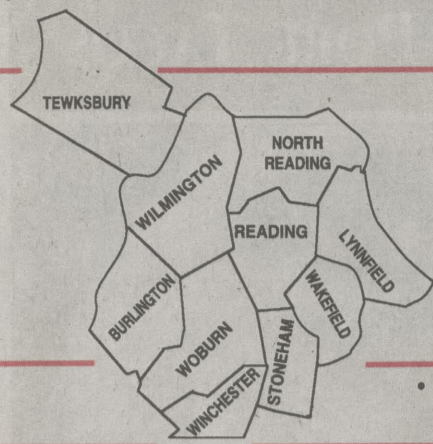 TEWKSBURY
NORTH
READING
WILMINGTON
READING
LYNNFIELD
WAKEFIELD
BURLINGTON
WOBURN
STONEHAM
WINCHESTER